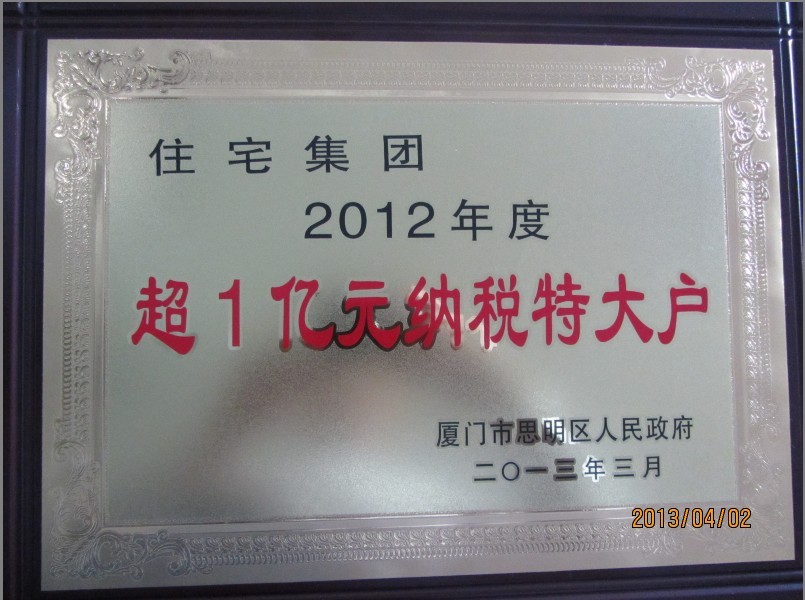 住宅集团
2012年度
超1亿元纳税特大户
厦门市思明区人民政府
二〇一三年三月
2013/04/02